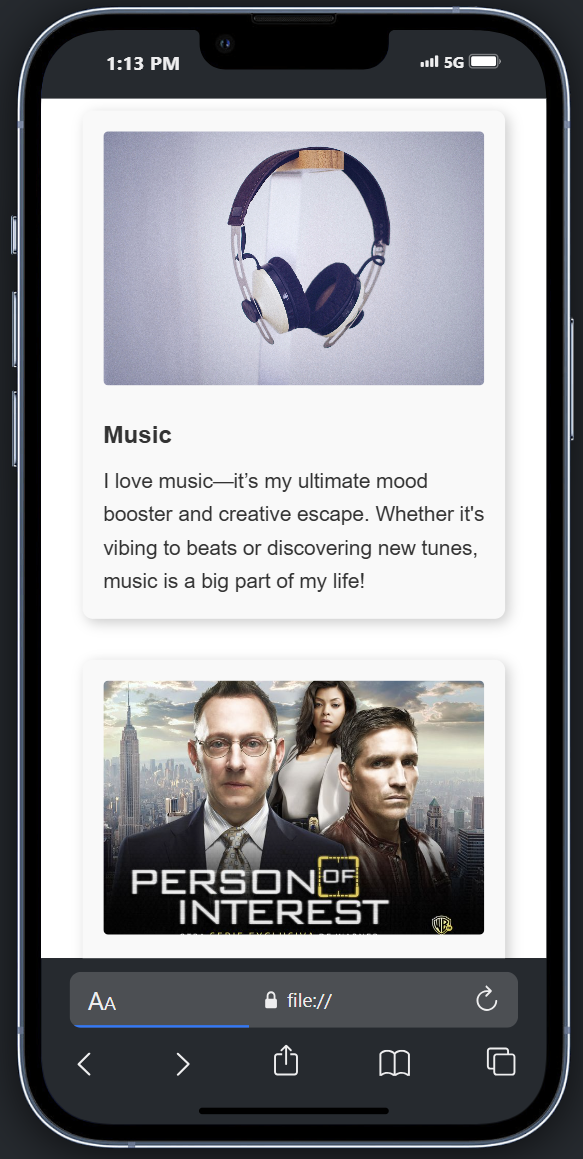 1:13 PM
5G
Music
I love music—it’s my ultimate mood
booster and creative escape. Whether it's
vibing to beats or discovering new tunes,
music is a big part of my life!
PERSON OF
INTEREST
WB
AA
file://